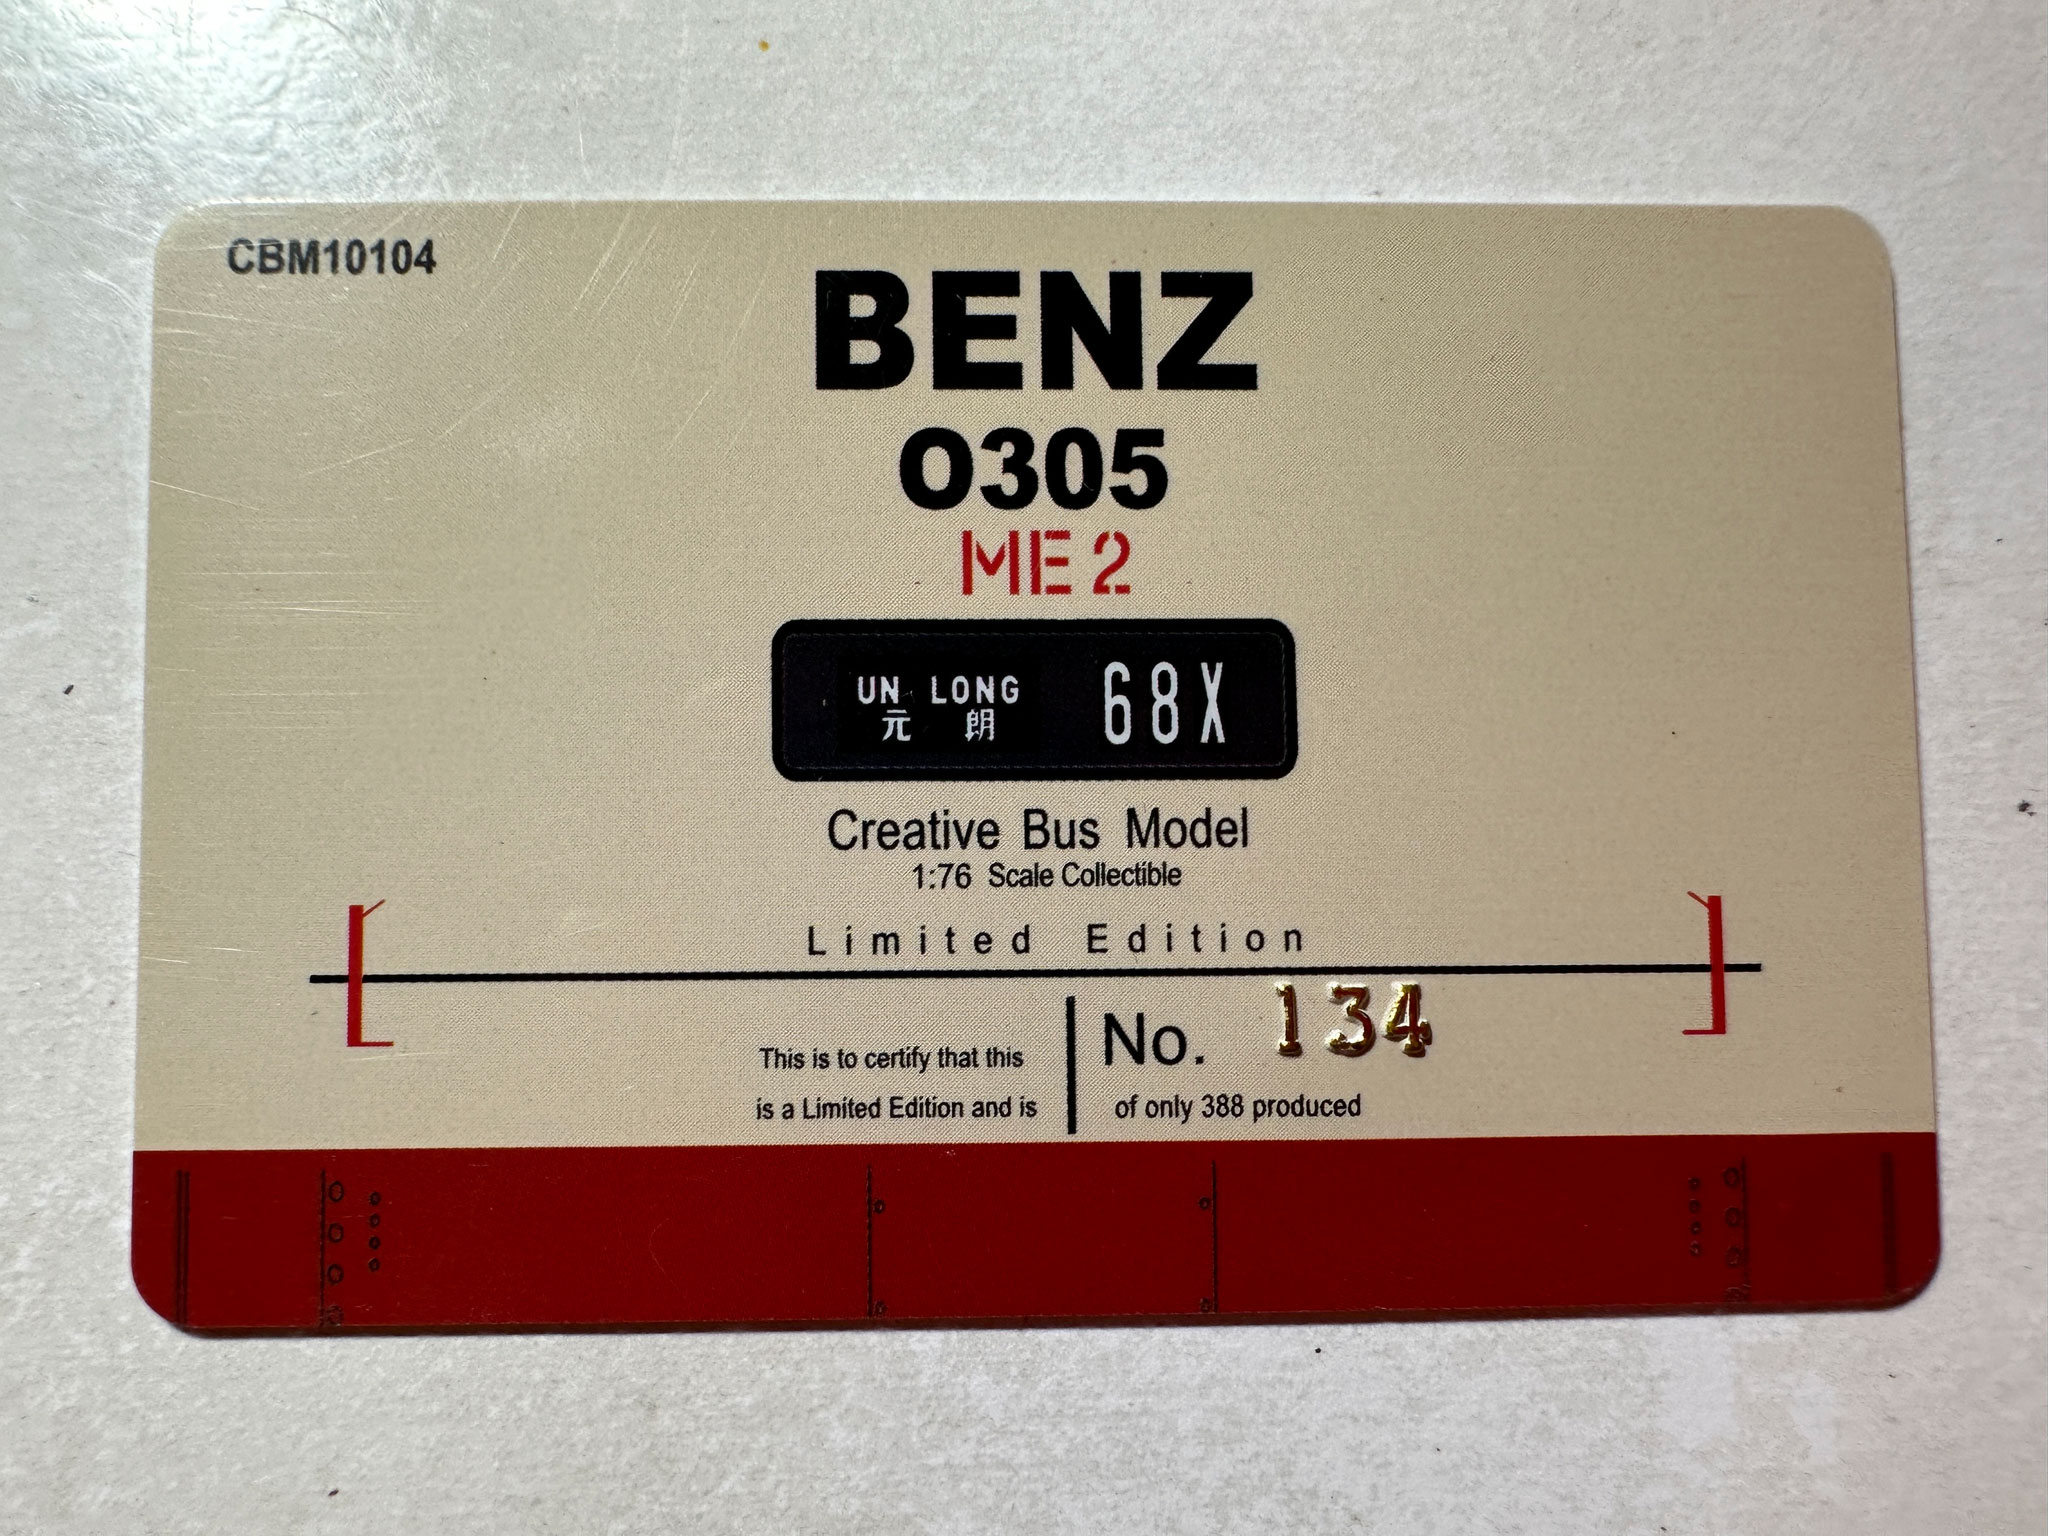 CBM10104
BENZ
O305
ME2
UN LONG 68X
元 朗
Creative Bus Model
1:76 Scale Collectible
Limited Edition
This is to certify that this
is a Limited Edition and is
No. 134
of only 388 produced